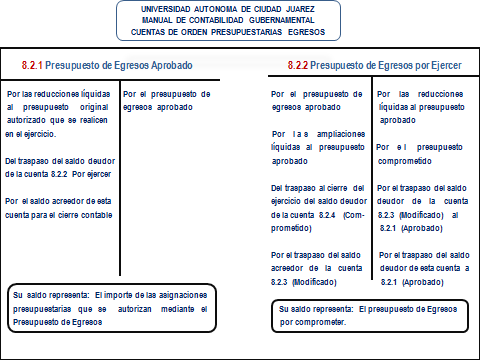 UNIVERSIDAD AUTONOMA DE CIUDAD JUAREZ
MANUAL DE CONTABILIDAD GUBERNAMENTAL
CUENTAS DE ORDEN PRESUPUESTARIAS EGRESOS
8.2.1 Presupuesto de Egresos Aprobado
Por las reducciones líquidas
al presupuesto original
autorizado que se realicen
en el ejercicio.
Del traspaso del saldo deudor
de la cuenta 8.2.2 Por ejercer
Por el saldo acreedor de esta
cuenta para el cierre contable
Por el presupuesto de
egresos aprobado
Su saldo representa: El importe de las asignaciones
presupuestarias que se autorizan mediante el
Presupuesto de Egresos
8.2.2 Presupuesto de Egresos por Ejercer
Por el presupuesto de
egresos aprobado
Por las ampliaciones
líquidas al presupuesto
aprobado
Del traspaso al cierre del
ejercicio del saldo deudor
de la cuenta 8.2.4 (Com-
prometido)
Por el traspaso del saldo
acreedor de la cuenta
8.2.3 (Modificado)
Por las reducciones
líquidas al presupuesto
aprobado
Por el presupuesto
comprometido
Por el traspaso del saldo
deudor de la cuenta
8.2.3 (Modificado) al
8.2.1 (Aprobado)
Por el traspaso del saldo
deudor de esta cuenta a
8.2.1 (Aprobado)
Su saldo representa: El presupuesto de Egresos
por comprometer.